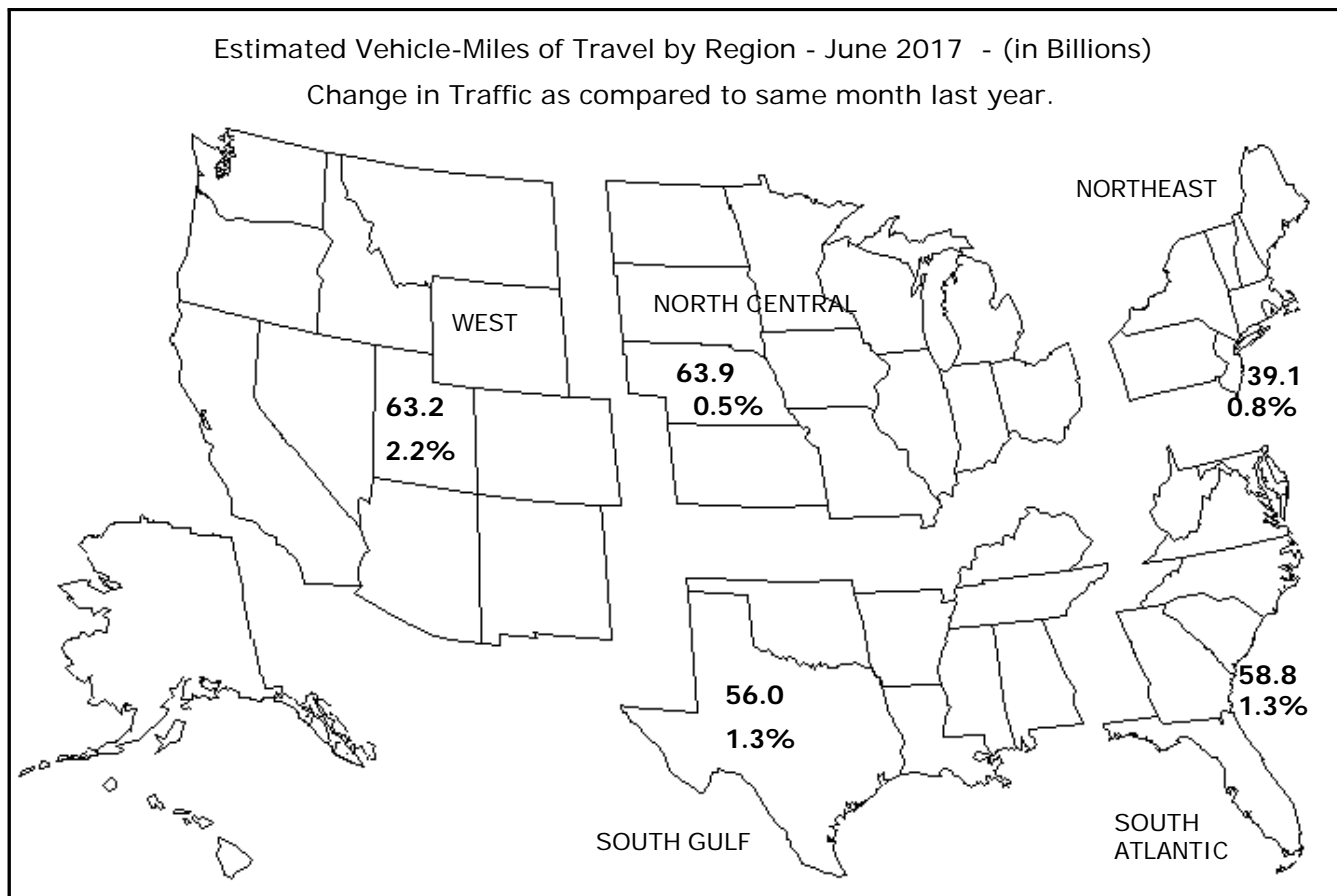 Estimated Vehicle-Miles of Travel by Region - June 2017 - (in Billions)
Change in Traffic as compared to same month last year.
NORTHEAST
WEST
NORTH CENTRAL
63.9
0.5%
39.1
0.8%
63.2
2.2%
56.0
1.3%
58.8
1.3%
SOUTH GULF
SOUTH
ATLANTIC